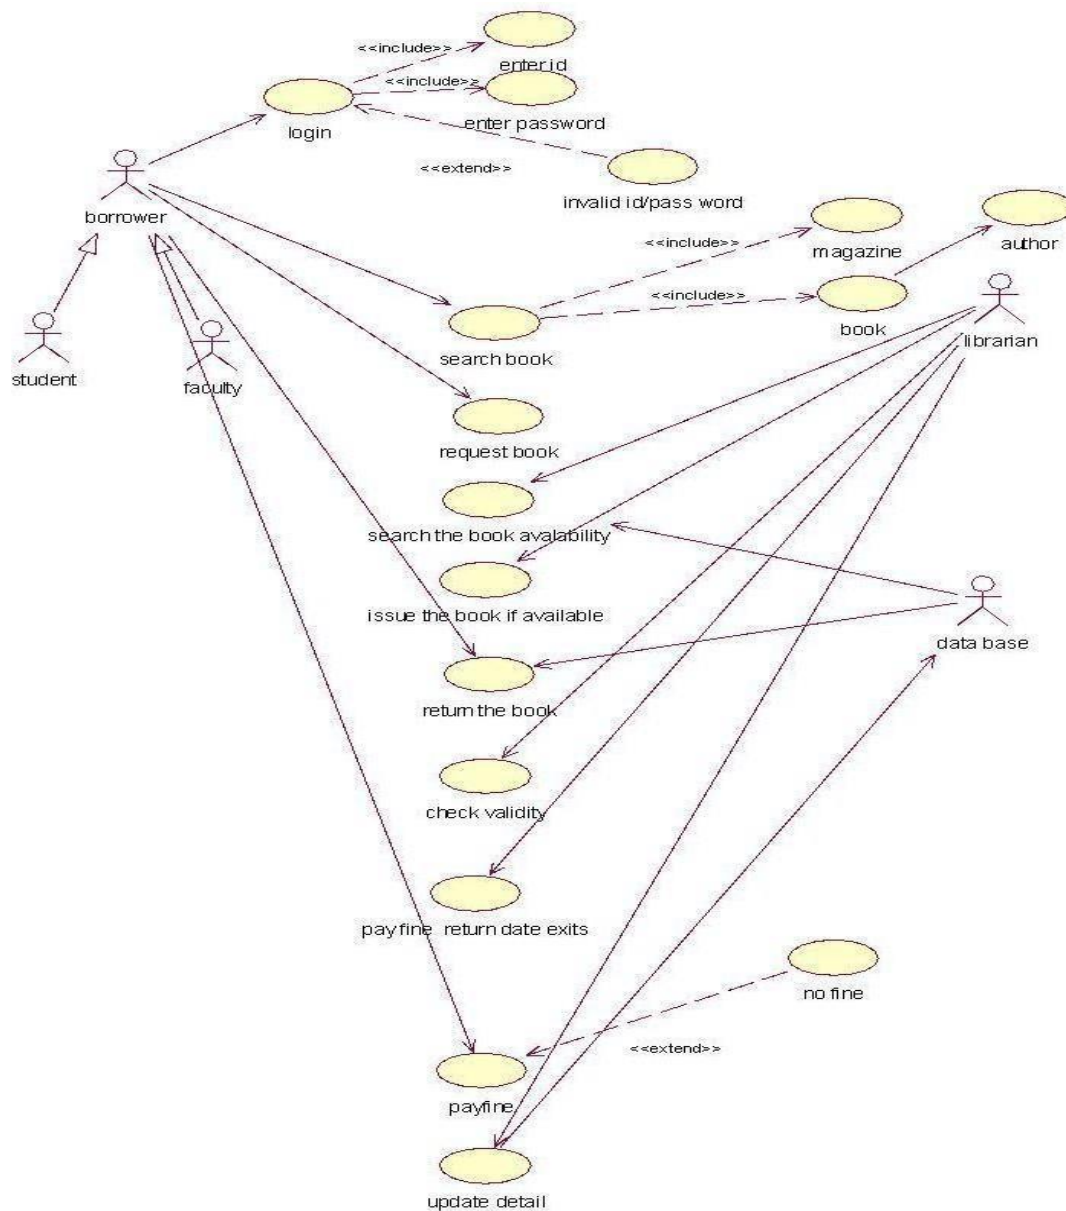 <<include>>
enter id
<<include>>
login
enter password
<<extend>>
invalid id/pass word
borrower
<<include>>
magazine
author
<<include>>
book
librarian
search book
student
faculty
request book
search the book avalability
issue the book if available
data base
return the book
check validity
payfine return date exits
no fine
<<extend>>
payfine
update detail